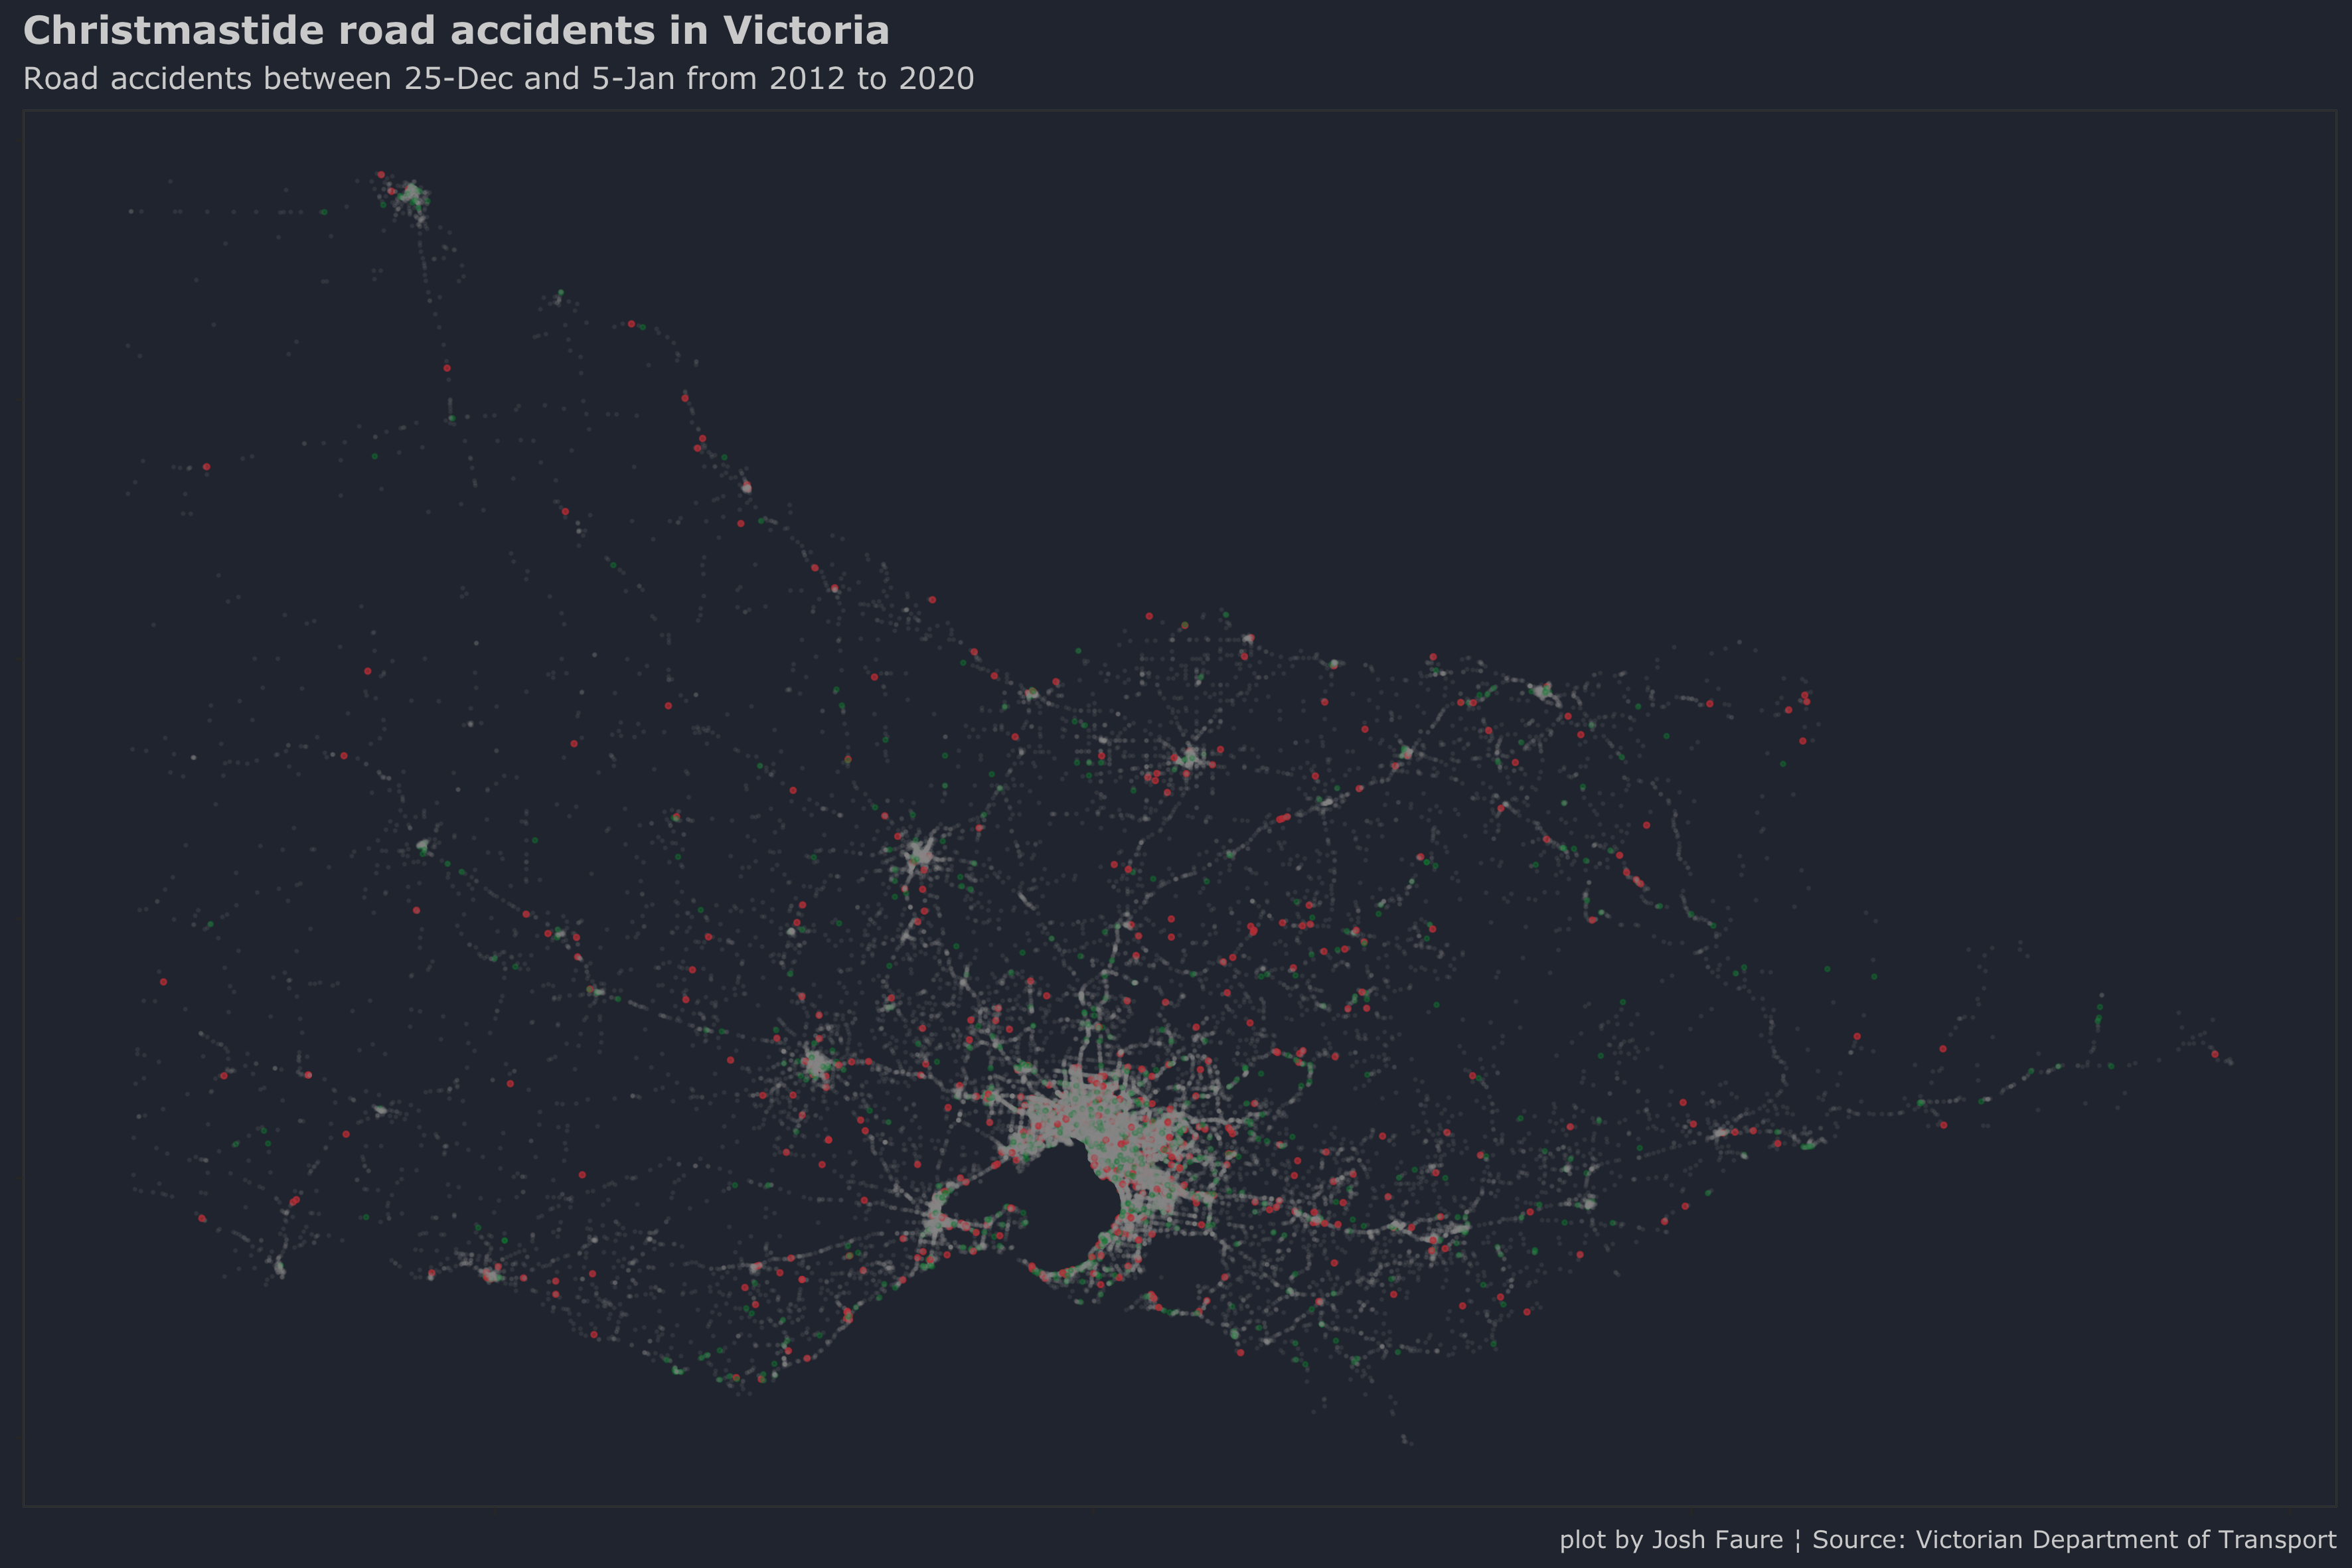 Christmastide road accidents in Victoria
Road accidents between 25-Dec and 5-Jan from 2012 to 2020
plot by Josh Faure ¦ Source: Victorian Department of Transport